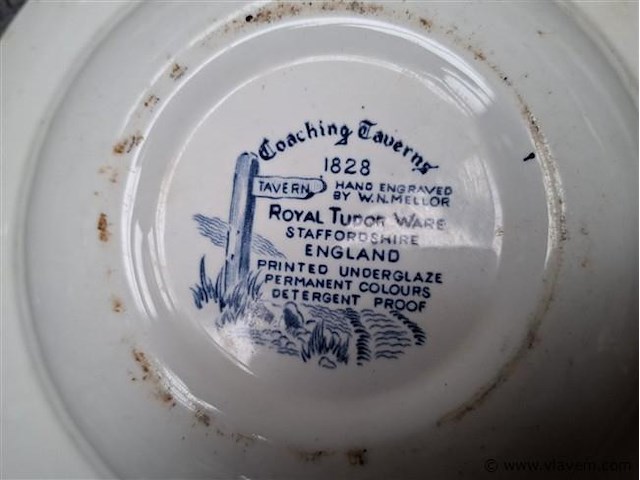 Coaching Taverns
1828
TAVERN HAND ENGRAVED
BY W.N. MELLOR
ROYAL TUDOR WARE
STAFFORDSHIRE
ENGLAND
PRINTED UNDERGLAZE
PERMANENT COLOURS
DETERGENT PROOF
© www.vlavem.com